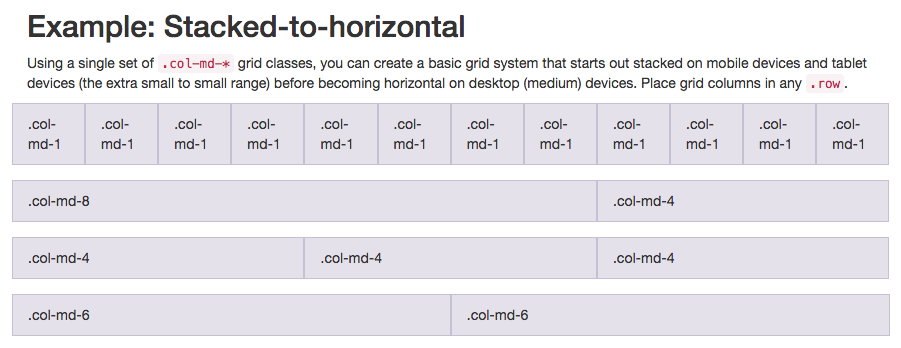 Example: Stacked-to-horizontal
Using a single set of .col-md-* grid classes, you can create a basic grid system that starts out stacked on mobile devices and tablet
devices (the extra small to small range) before becoming horizontal on desktop (medium) devices. Place grid columns in any .row.
.col-md-1 .col-md-1 .col-md-1 .col-md-1 .col-md-1 .col-md-1 .col-md-1 .col-md-1 .col-md-1 .col-md-1 .col-md-1 .col-md-1
.col-md-8 .col-md-4
.col-md-4 .col-md-4 .col-md-4
.col-md-6 .col-md-6